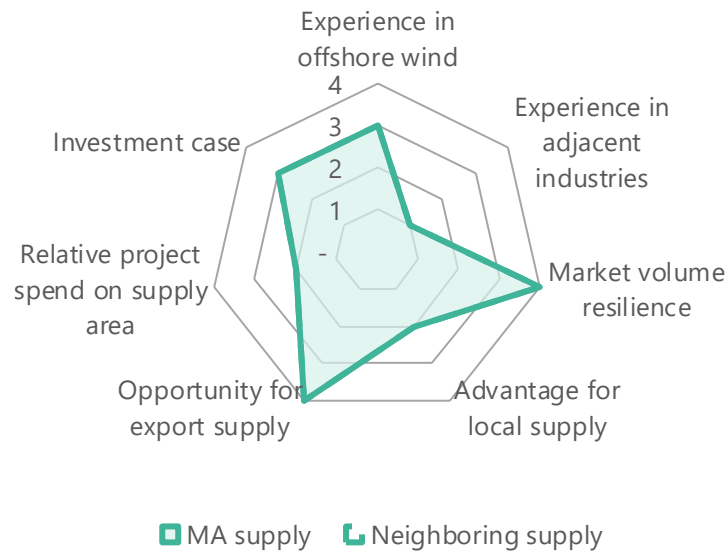 Experience in
offshore wind
4
3
2
1
-
Experience in
adjacent
industries
Market volume
resilience
Advantage for
local supply
Opportunity for
export supply
Relative project
spend on supply
area
Investment case
MA supply
Neighboring supply